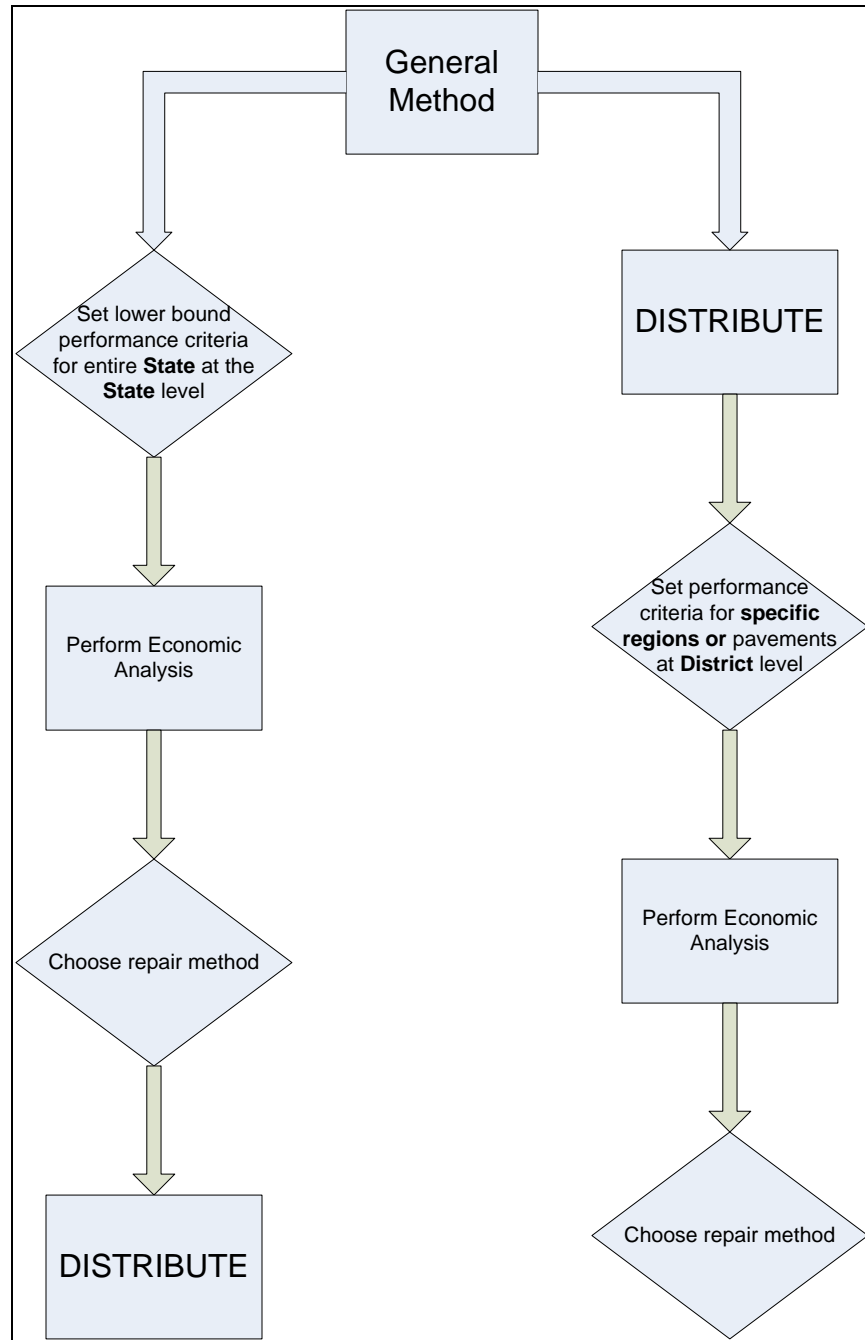 General
Method
Set lower bound
performance criteria
for entire State at the
State level
Perform Economic
Analysis
Choose repair method
DISTRIBUTE
DISTRIBUTE
Set performance
criteria for specific
regions or pavements
at District level
Perform Economic
Analysis
Choose repair method